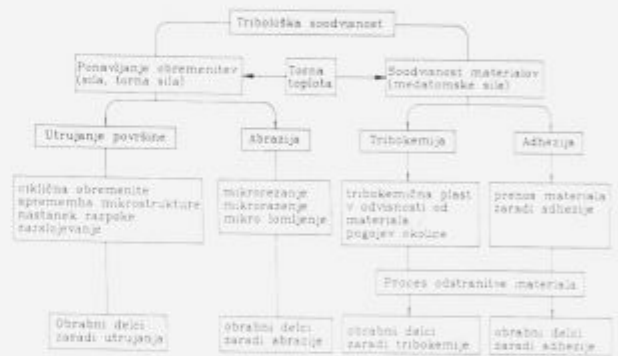 Tribološka soodvisnost
Ponavljanje obremenitev
(sila, torna sila)
Torna
toplota
Soodvisnost materialov
(medatomske sile)
Utrujanje površine
Abrazija
Tribokemija
Adhezija
ciklična obremenite
sprememba mikrostrukture
nastanek razpoke
razslojevanje
mikrorezanje
mikrorazenje
mikro lomljenje
tribokemična plast
v odvisnosti od
materiala
pogojev okolice
prenos materiala
zaradi adhezije
Proces odstranitve materiala
Obrabni delci
zaradi utrujanja
obrabni delci
zaradi abrazije
obrabni delci
zaradi tribokemije
obrabni delci
zaradi adhezije